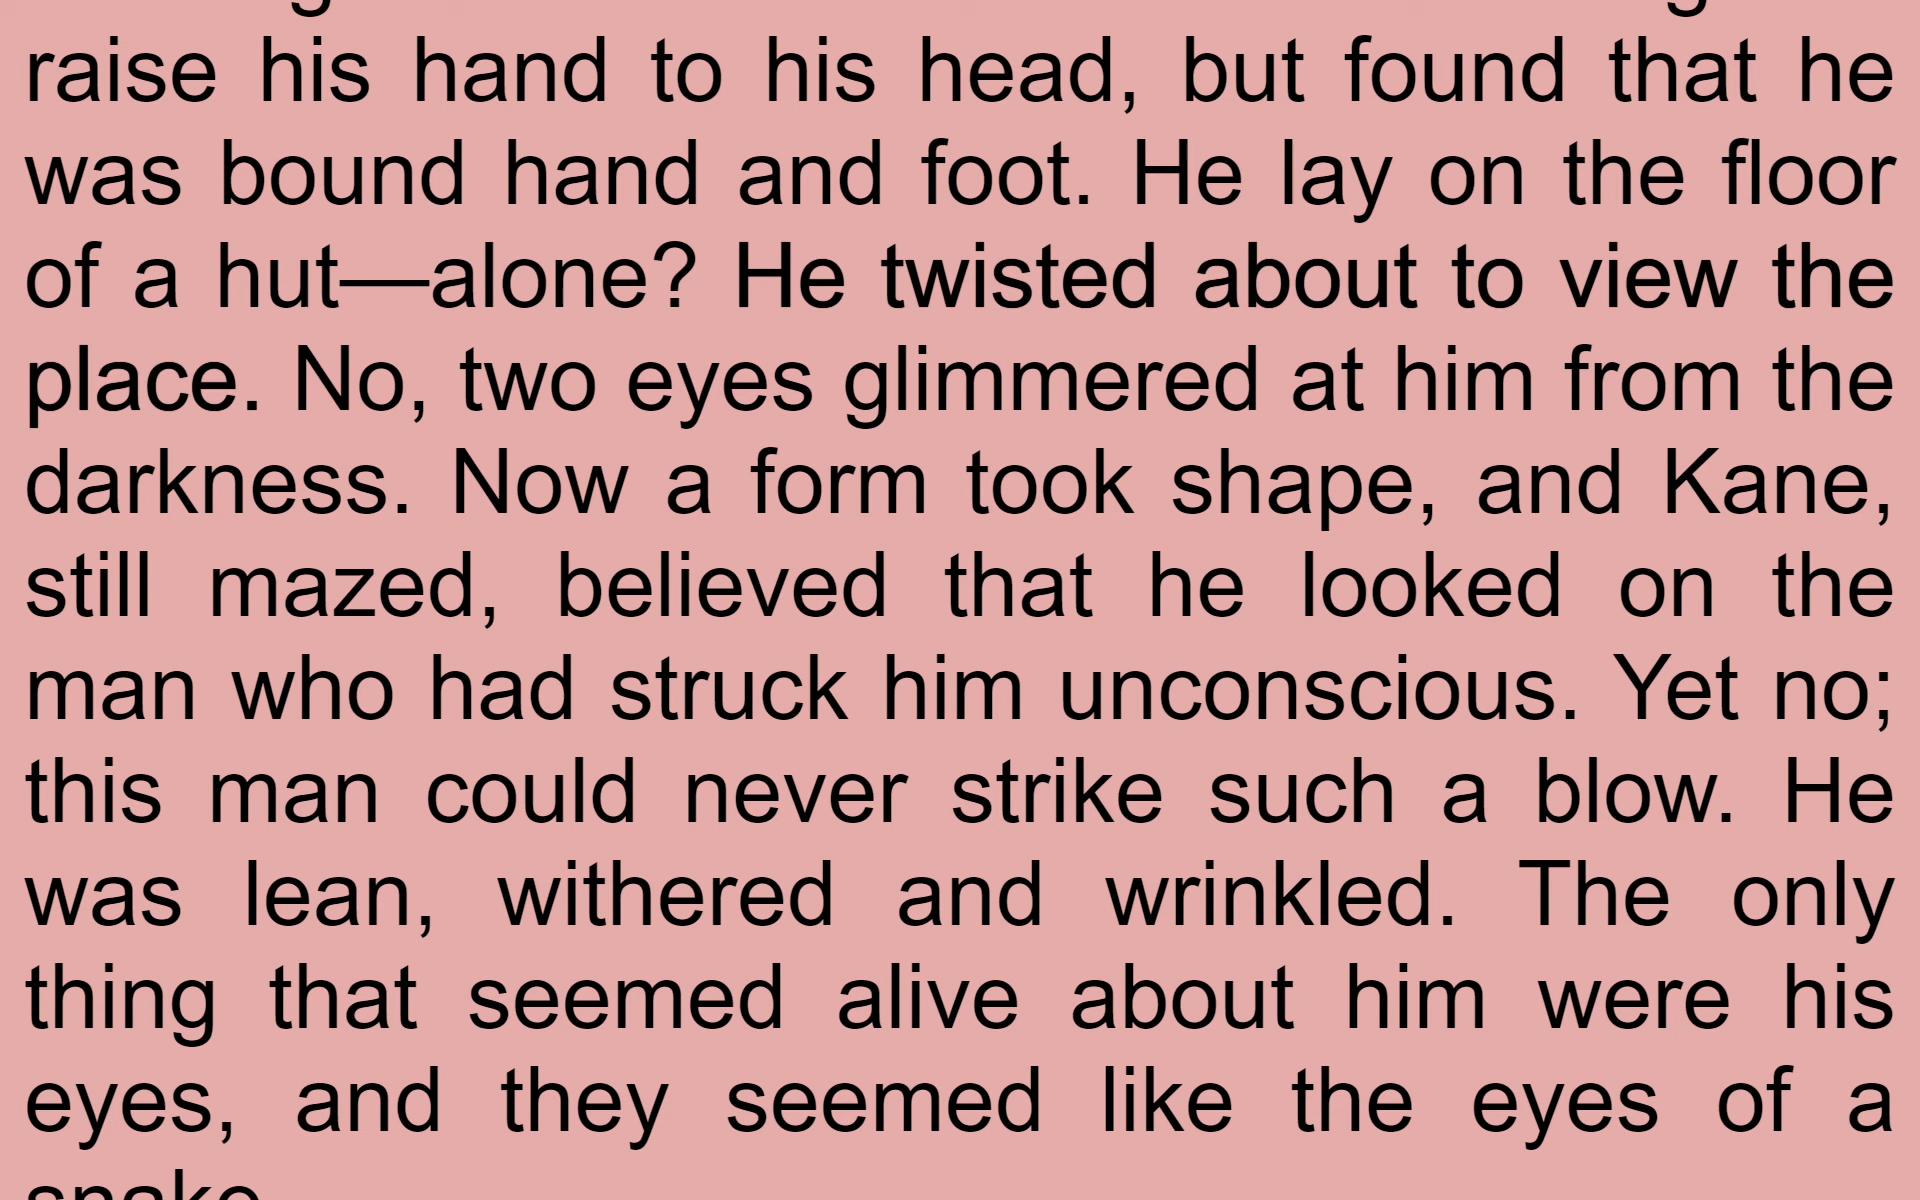 raise his hand to his head, but found that he
was bound hand and foot. He lay on the floor
of a hut—alone? He twisted about to view the
place. No, two eyes glimmered at him from the
darkness. Now a form took shape, and Kane,
still mazed, believed that he looked on the
man who had struck him unconscious. Yet no;
this man could never strike such a blow. He
was lean, withered and wrinkled. The only
thing that seemed alive about him were his
eyes, and they seemed like the eyes of a
snake.